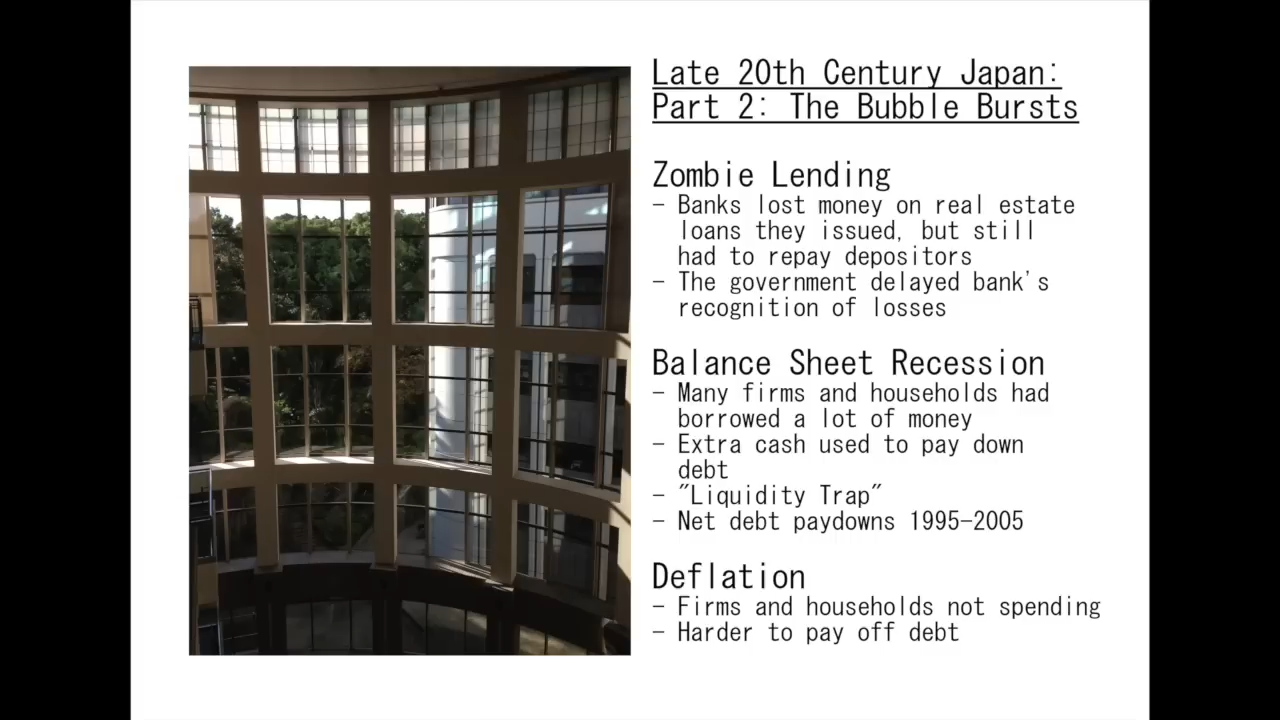 Late 20th Century Japan:
Part 2: The Bubble Bursts
Zombie Lending
- Banks lost money on real estate
loans they issued, but still
had to repay depositors
- The government delayed bank's
recognition of losses
Balance Sheet Recession
- Many firms and households had
borrowed a lot of money
- Extra cash used to pay down
debt
- "Liquidity Trap"
- Net debt paydowns 1995-2005
Deflation
- Firms and households not spending
- Harder to pay off debt